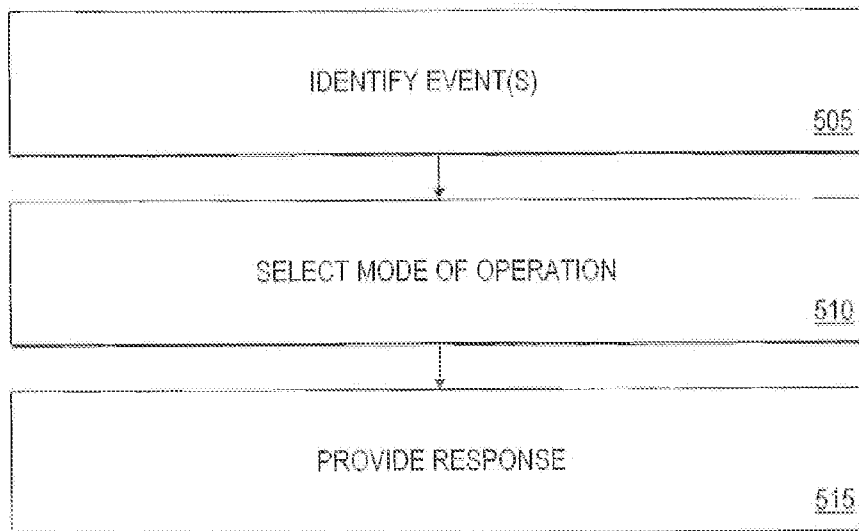 IDENTIFY EVENT(S)
505
SELECT MODE OF OPERATION
510
PROVIDE RESPONSE
515